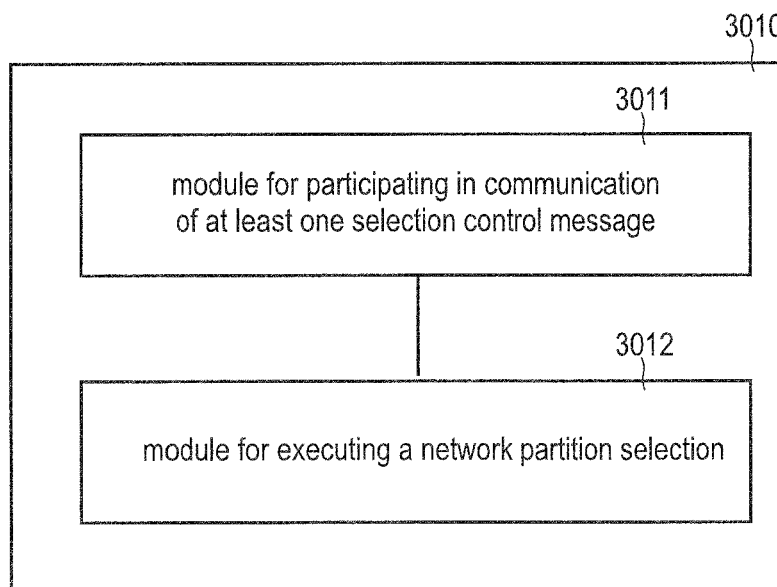 3010
3011
module for participating in communication
of at least one selection control message
3012
module for executing a network partition selection